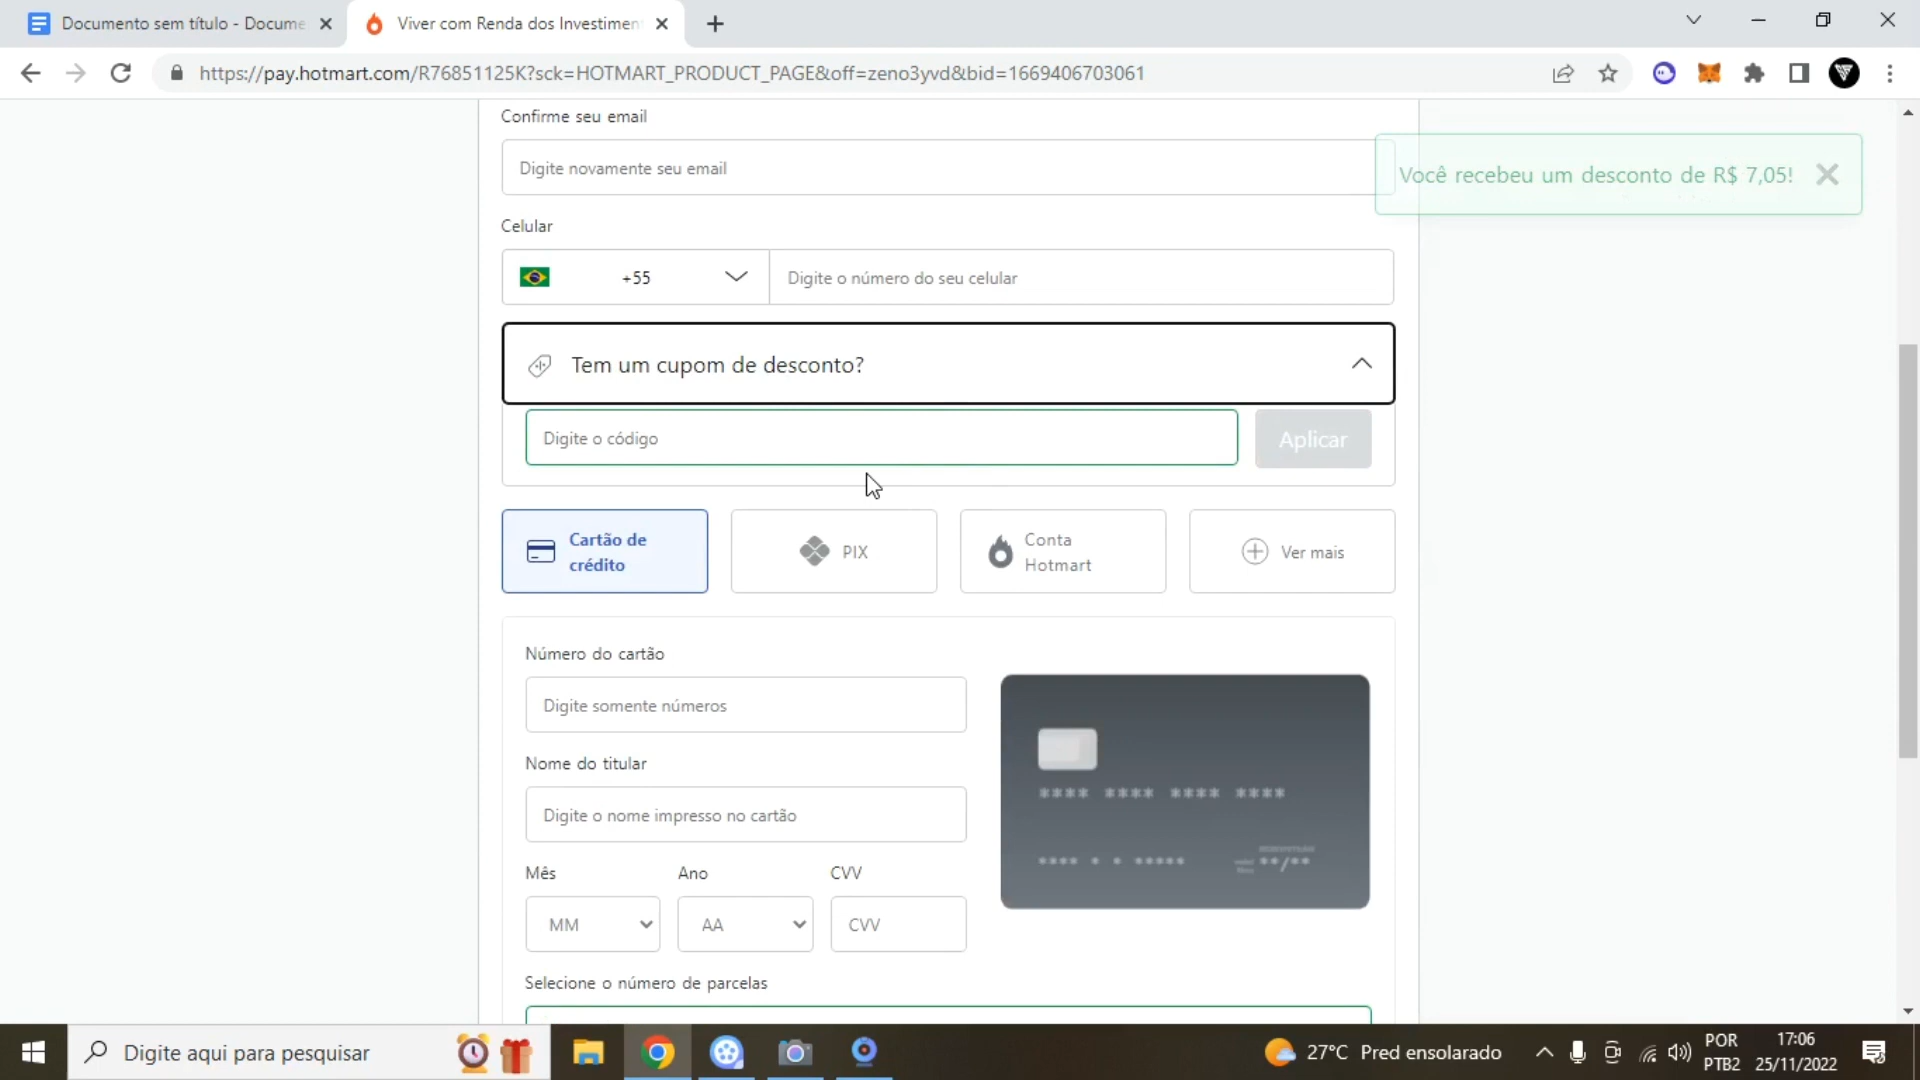 Documento sem título - Docume
Viver com Renda dos Investimen
https://pay.hotmart.com/R76851125K?sck=HOTMART_PRODUCT_PAGE&off=zeno3yvd&bid=1669406703061
Confirme seu email
Digite novamente seu email
Você recebeu um desconto de R$ 7,05!
Celular
+55
Digite o número do seu celular
Tem um cupom de desconto?
Digite o código
Aplicar
Cartão de
crédito
PIX
Conta
Hotmart
Ver mais
Número do cartão
Digite somente números
Nome do titular
Digite o nome impresso no cartão
**** **** **** ****
**** * * *****
**/**
Mês
Ano
CVV
MM
AA
CVV
Selecione o número de parcelas
Digite aqui para pesquisar
27°C Pred ensolarado
POR
PTB2
17:06
25/11/2022